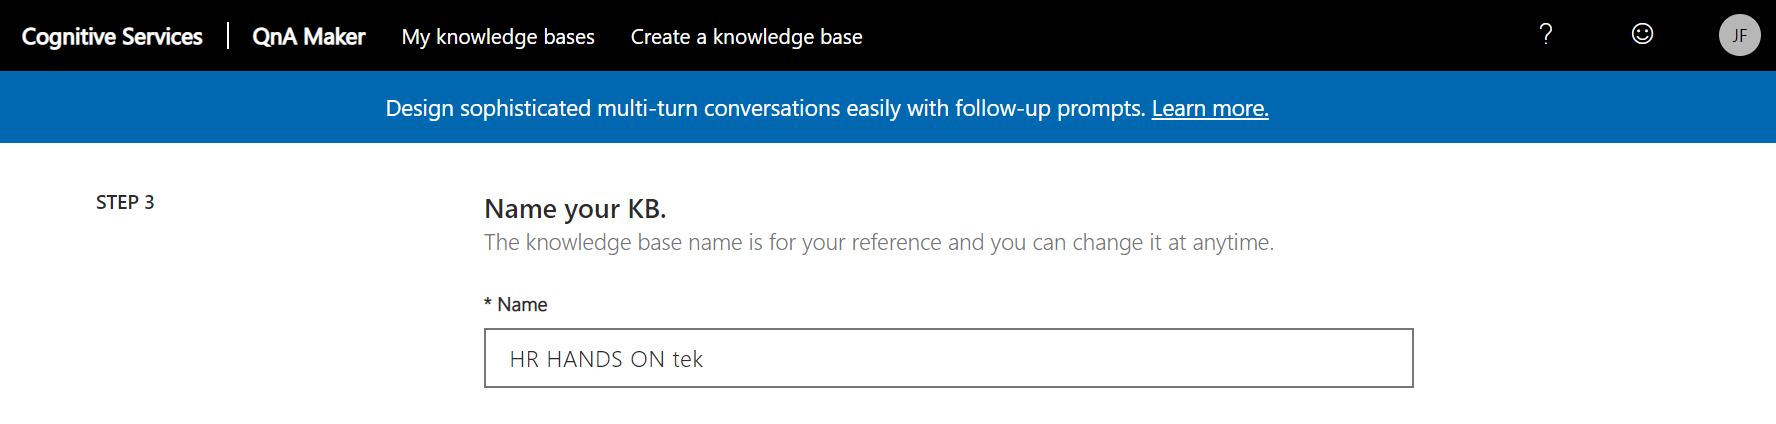 Cognitive Services | QnA Maker My knowledge bases Create a knowledge base ? JF
Design sophisticated multi-turn conversations easily with follow-up prompts. Learn more.
STEP 3
Name your KB.
The knowledge base name is for your reference and you can change it at anytime.
* Name
HR HANDS ON tek